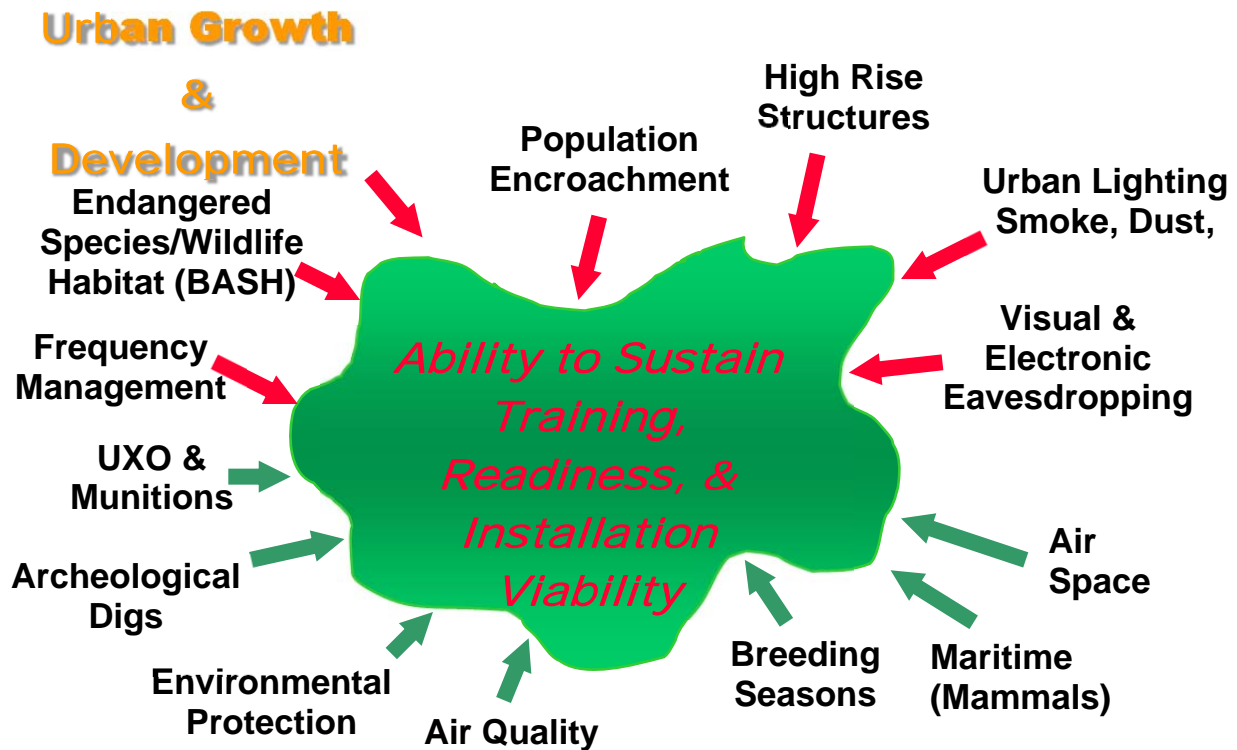 Urban Growth
&
Development
Endangered
Species/Wildlife
Habitat (BASH)
Frequency
Management
UXO &
Munitions
Archeological
Digs
Environmental
Protection
Air Quality
Population
Encroachment
High Rise
Structures
Urban Lighting
Smoke, Dust,
Visual &
Electronic
Eavesdropping
Air
Space
Maritime
(Mammals)
Breeding
Seasons
Ability to Sustain
Training,
Readiness, &
Installation
Viability